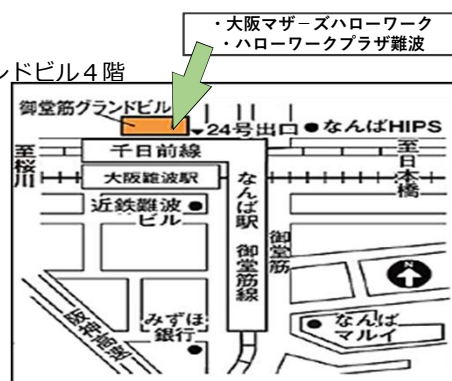 ・大阪マザーズハローワーク
・ハローワークプラザ難波
ンドビル４階
御堂筋グランドビル
24号出口
なんばHIPS
至桜川
千日前線
至日本橋
大阪難波駅
近鉄難波
ビル
なんば駅 御堂筋線
御堂筋
阪神高速
みずほ
銀行
なんば
マルイ